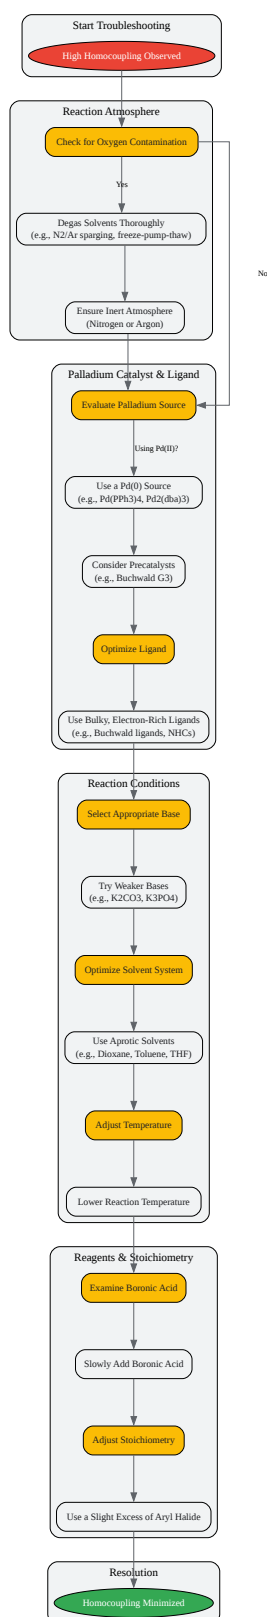 Start Troubleshooting
High Homocoupling Observed
Reaction Atmosphere
Check for Oxygen Contamination
Yes
Degas Solvents Thoroughly
(e.g., N2/Ar sparging, freeze-pump-thaw)
No
Ensure Inert Atmosphere
(Nitrogen or Argon)
Palladium Catalyst & Ligand
Evaluate Palladium Source
Using Pd(II)?
Use a Pd(0) Source
(e.g., Pd(PPh3)4, Pd2(dba)3)
Consider Precatalysts
(e.g., Buchwald G3)
Optimize Ligand
Use Bulky, Electron-Rich Ligands
(e.g., Buchwald ligands, NHCs)
Reaction Conditions
Select Appropriate Base
Try Weaker Bases
(e.g., K2CO3, K3PO4)
Optimize Solvent System
Use Aprotic Solvents
(e.g., Dioxane, Toluene, THF)
Adjust Temperature
Lower Reaction Temperature
Reagents & Stoichiometry
Examine Boronic Acid
Slowly Add Boronic Acid
Adjust Stoichiometry
Use a Slight Excess of Aryl Halide
Resolution
Homocoupling Minimized